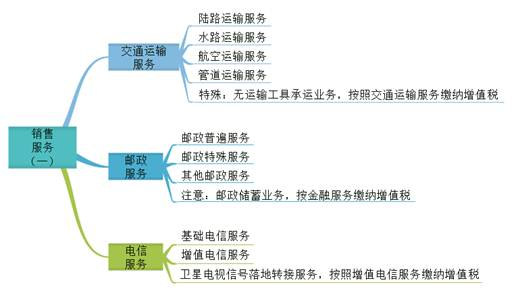 销售
服务
（一）
交通运输
服务
陆路运输服务
水路运输服务
航空运输服务
管道运输服务
特殊：无运输工具承运业务，按照交通运输服务缴纳增值税
邮政
服务
邮政普遍服务
邮政特殊服务
其他邮政服务
注意：邮政储蓄业务，按金融服务缴纳增值税
电信
服务
基础电信服务
增值电信服务
卫星电视信号落地转接服务，按照增值电信服务缴纳增值税